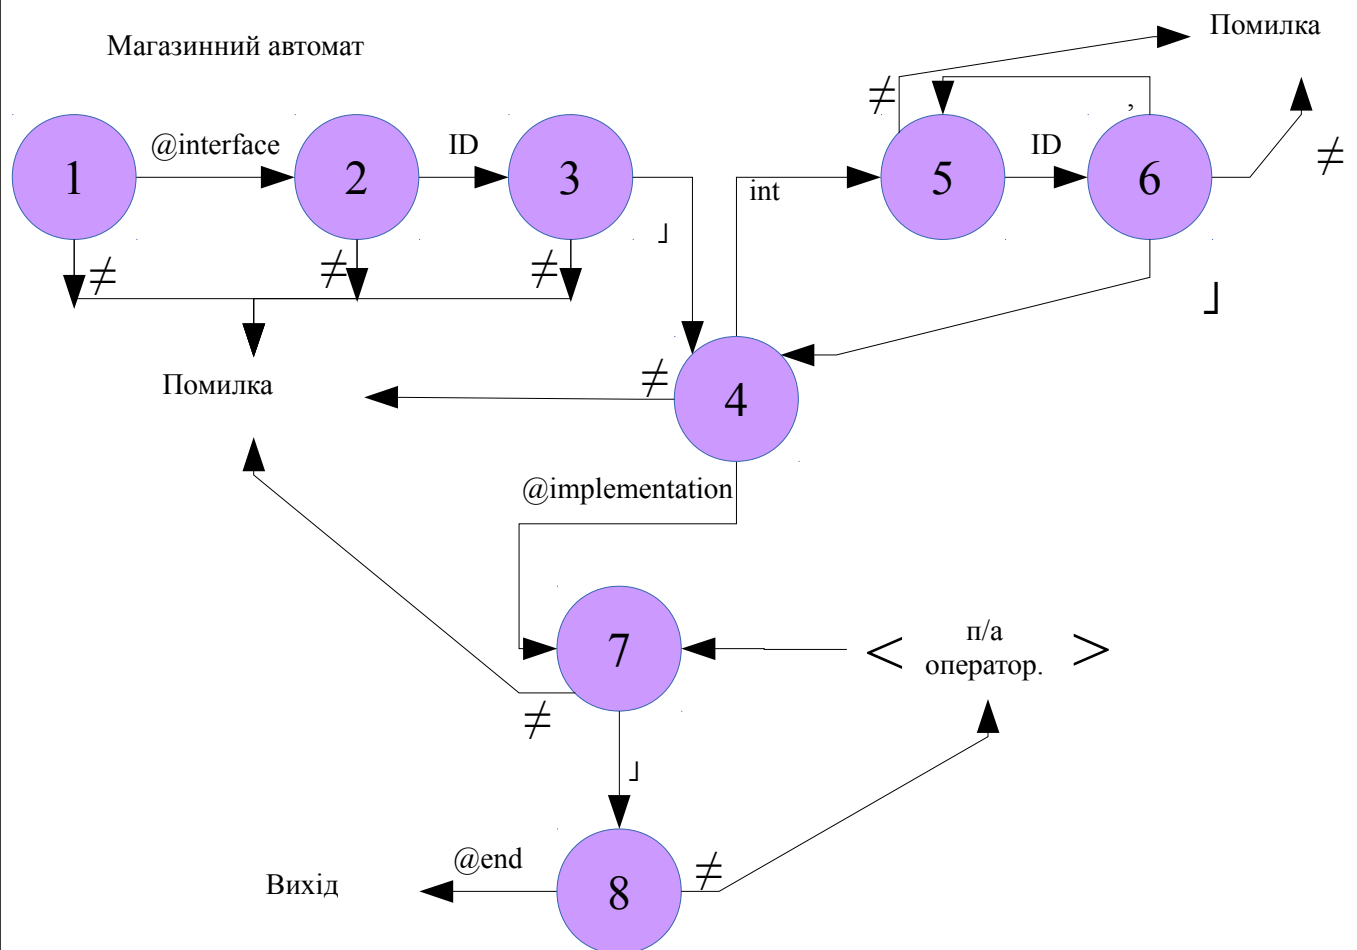 Помилка
Магазинний автомат
≠
,
@interface
ID
ID
≠
1
2
3
5
6
int
┘
≠
≠
≠
┘
Помилка
≠
4
@implementation
п/а
< оператор. >
7
≠
┘
@end
≠
Вихід
8